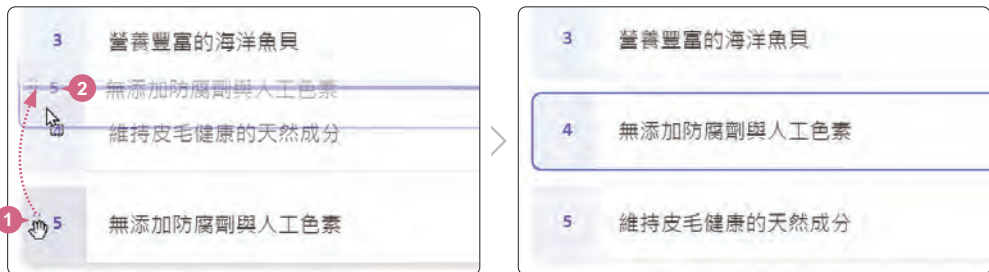 3 營養豐富的海洋魚貝
5 2 無添加防腐劑與人工色素
4 維持皮毛健康的天然成分
1 5 無添加防腐劑與人工色素
3 營養豐富的海洋魚貝
4 無添加防腐劑與人工色素
5 維持皮毛健康的天然成分